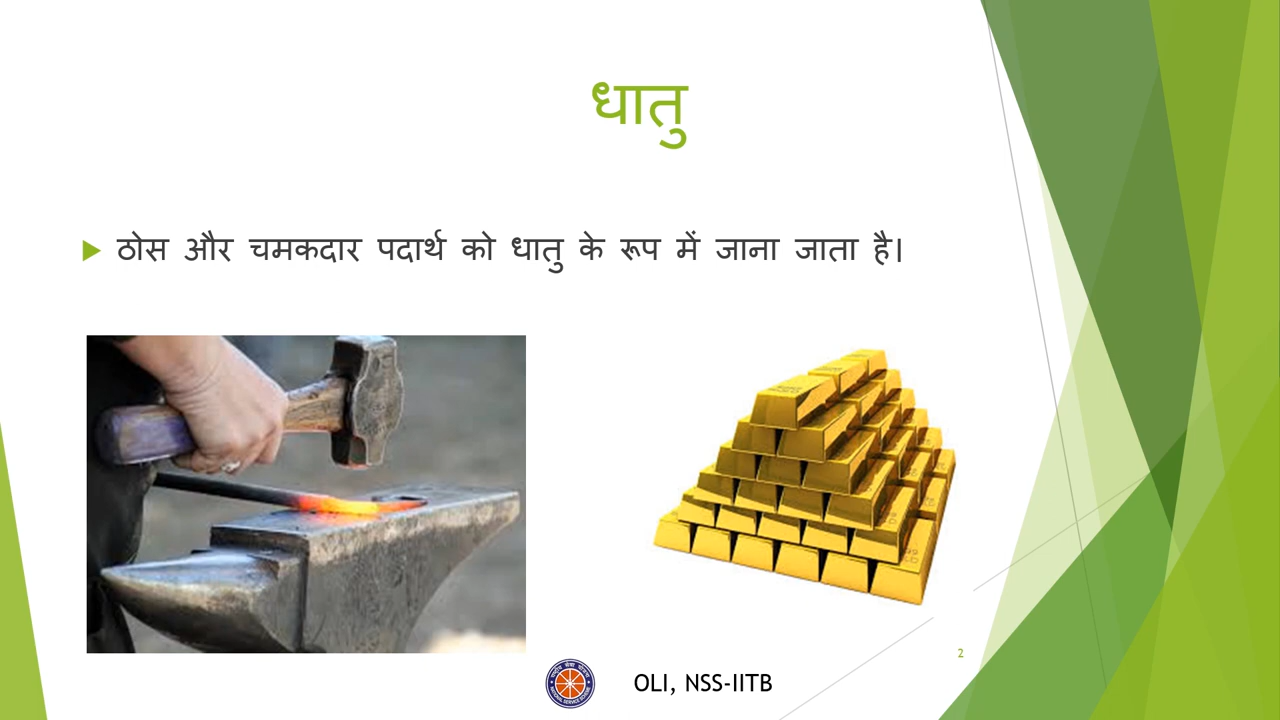 धातु
ठोस और चमकदार पदार्थ को धातु के रूप में जाना जाता है।
2
OLI, NSS-IITB